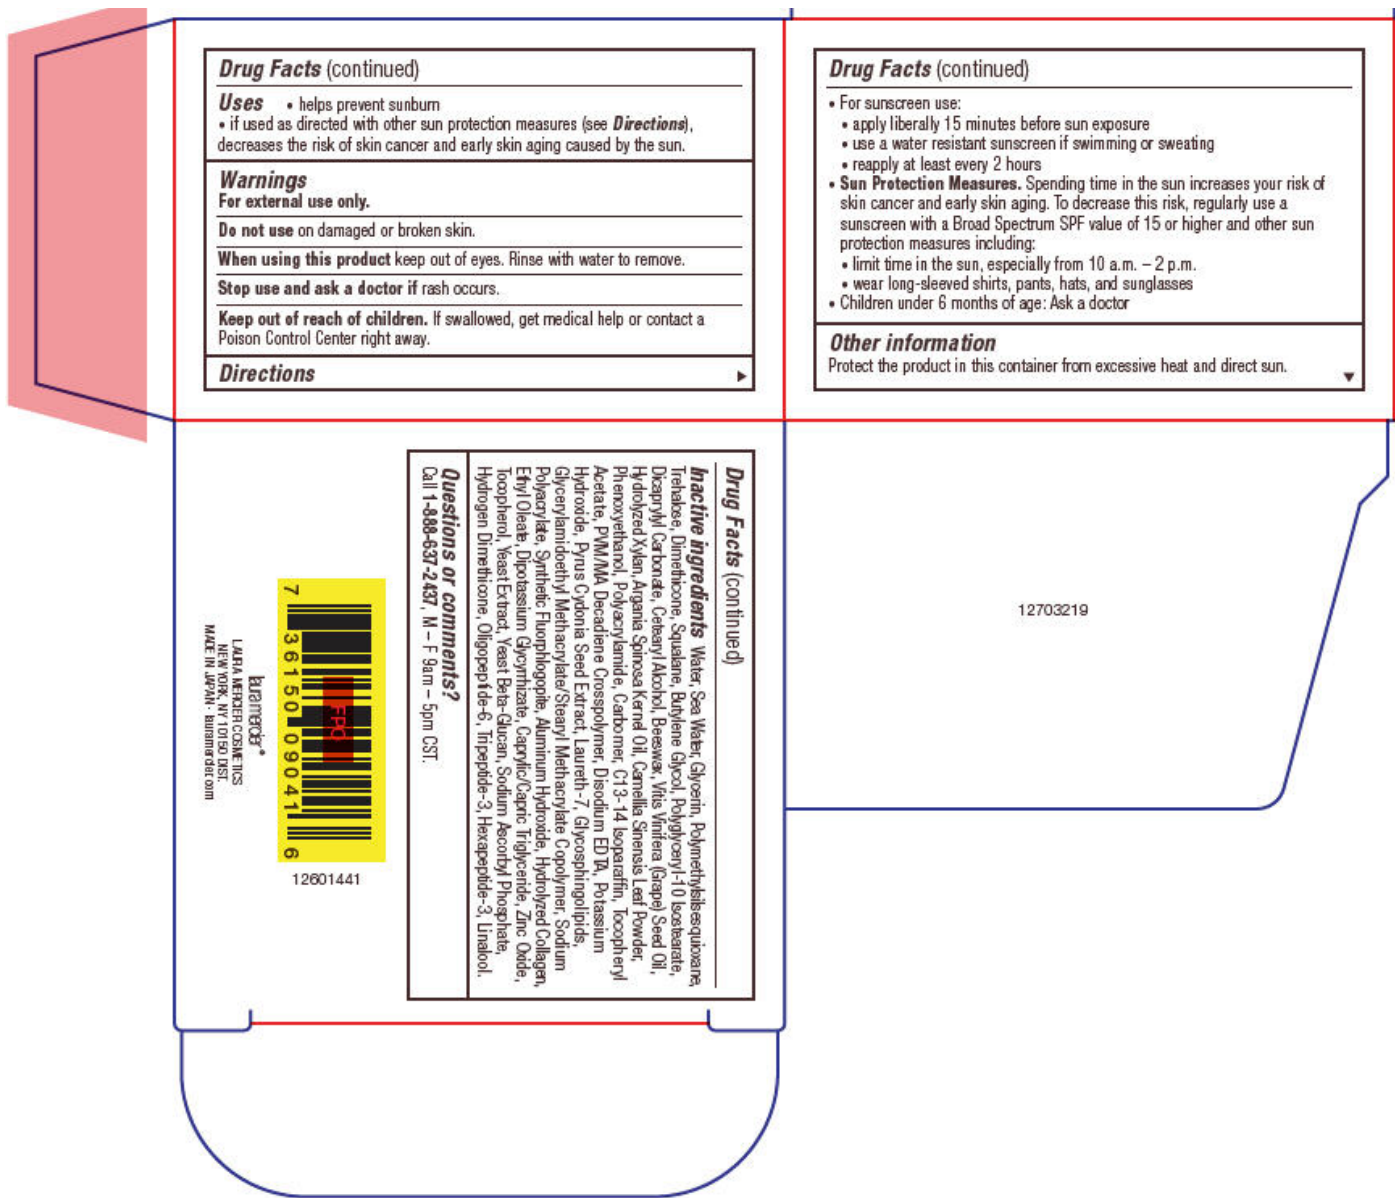 Drug Facts (continued)
Uses • helps prevent sunburn
• if used as directed with other sun protection measures (see Directions),
decreases the risk of skin cancer and early skin aging caused by the sun.
Warnings
For external use only.
Do not use on damaged or broken skin.
When using this product keep out of eyes. Rinse with water to remove.
Stop use and ask a doctor if rash occurs.
Keep out of reach of children. If swallowed, get medical help or contact a
Poison Control Center right away.
Directions ▶
Drug Facts (continued)
• For sunscreen use:
• apply liberally 15 minutes before sun exposure
• use a water resistant sunscreen if swimming or sweating
• reapply at least every 2 hours
• Sun Protection Measures. Spending time in the sun increases your risk of
skin cancer and early skin aging. To decrease this risk, regularly use a
sunscreen with a Broad Spectrum SPF value of 15 or higher and other sun
protection measures including:
• limit time in the sun, especially from 10 a.m. – 2 p.m.
• wear long-sleeved shirts, pants, hats, and sunglasses
• Children under 6 months of age: Ask a doctor
Other information
Protect the product in this container from excessive heat and direct sun. ▼
Drug Facts (continued)
Inactive ingredients Water, Sea Water, Glycerin, Polymethylsilsesquioxane,
Trehalose, Dimethicone, Squalane, Butylene Glycol, Polyglyceryl-10 Isostearate,
Dicaprylyl Carbonate, Cetearyl Alcohol, Beeswax, Vitis Vinifera (Grape) Seed Oil,
Hydrolyzed Xylan, Argania Spinosa Kernel Oil, Camellia Sinensis Leaf Powder,
Phenoxyethanol, Polyacrylamide, Carbomer, C13-14 Isoparaffin, Tocopheryl
Acetate, PVM/MA Decadiene Crosspolymer, Disodium EDTA, Potassium
Hydroxide, Pyrus Cydonia Seed Extract, Laureth-7, Glycosphingolipids,
Glycerylamidoethyl Methacrylate/Stearyl Methacrylate Copolymer, Sodium
Polyacrylate, Synthetic Fluorphlogopite, Aluminum Hydroxide, Hydrolyzed Collagen,
Ethyl Oleate, Dipotassium Glycyrrhizate, Caprylic/Capric Triglyceride, Zinc Oxide,
Tocopherol, Yeast Extract, Yeast Beta-Glucan, Sodium Ascorbyl Phosphate,
Hydrogen Dimethicone, Oligopeptide-6, Tripeptide-3, Hexapeptide-3, Linalool.
Questions or comments?
Call 1-888-637-2437, M – F 9am – 5pm CST.
FPO
7 36150 09041 6
12601441
laura mercier®
LAURA MERCIER COSMETICS
NEW YORK, NY 10150 DIST.
MADE IN JAPAN · lauramercier.com
12703219